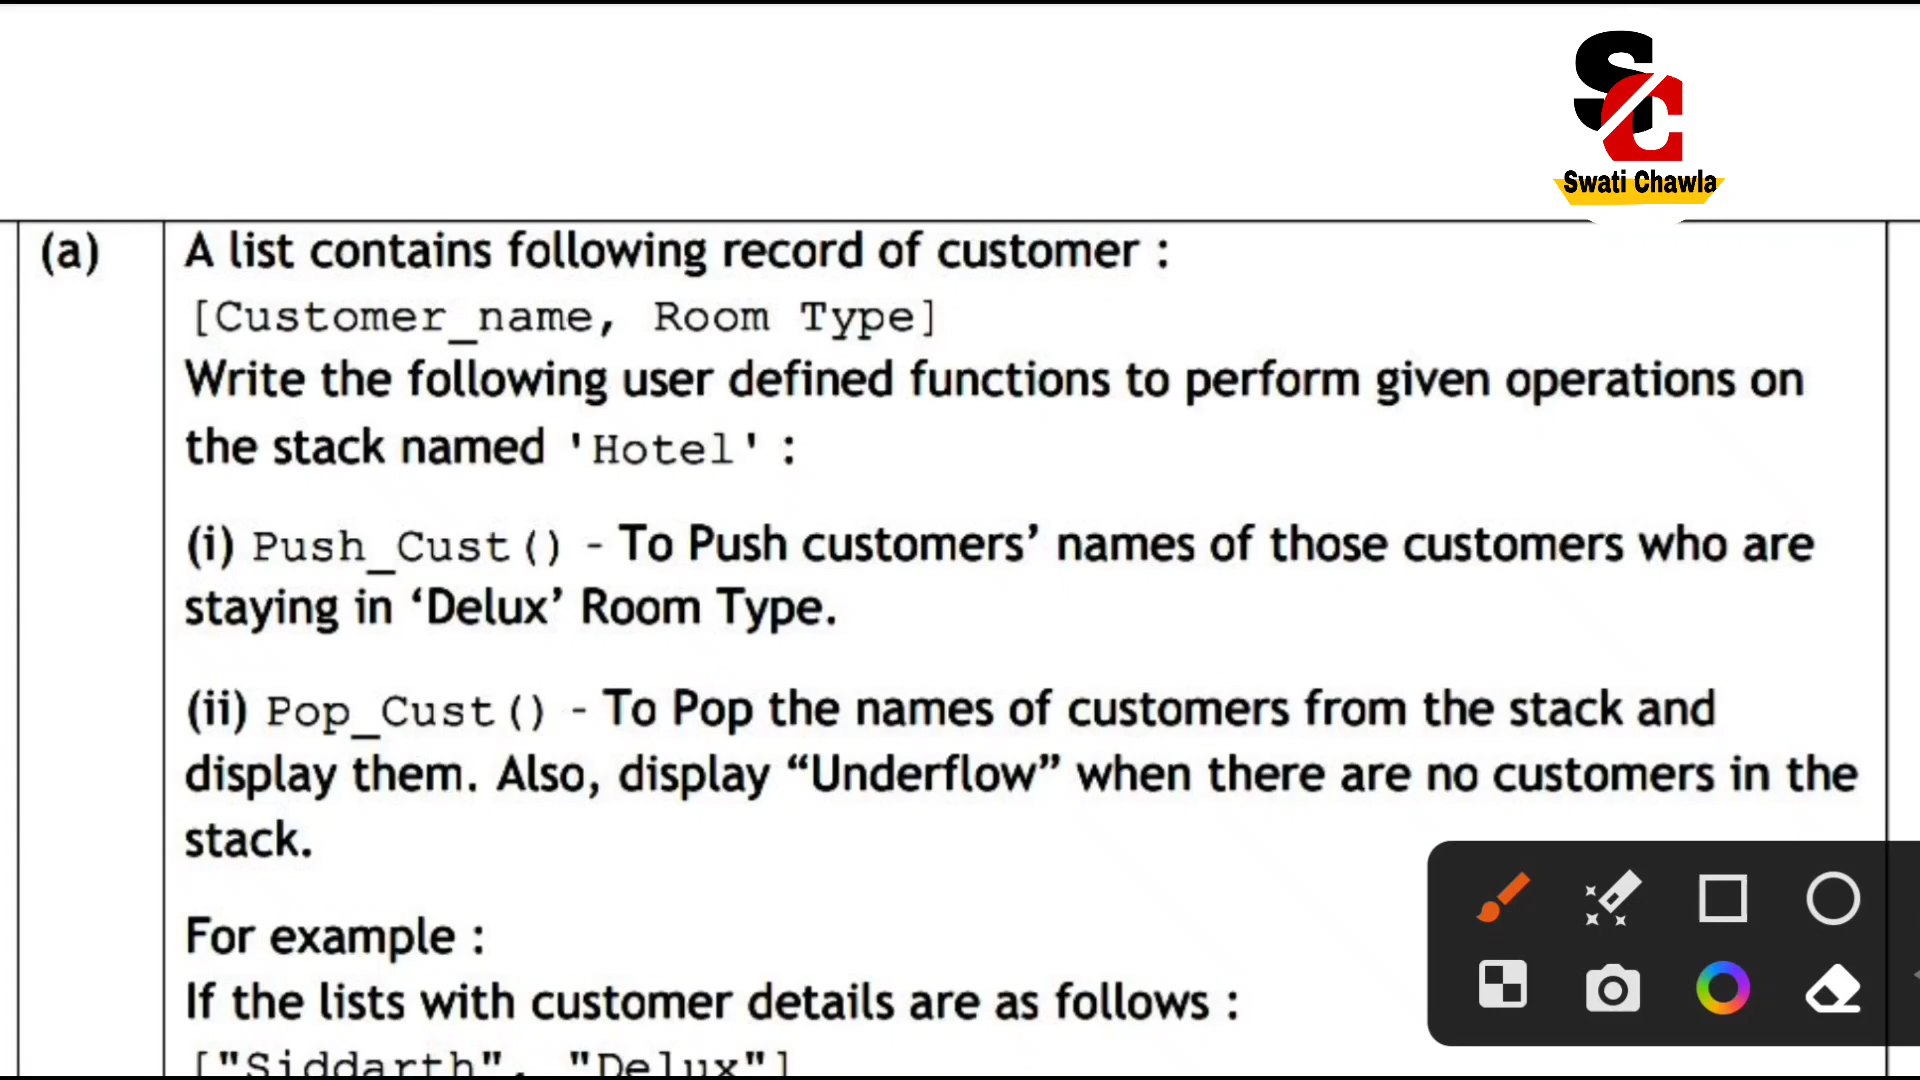 SC
Swati Chawla
(a) A list contains following record of customer :
[Customer_name, Room Type]
Write the following user defined functions to perform given operations on
the stack named 'Hotel' :
(i) Push_Cust() - To Push customers’ names of those customers who are
staying in ‘Delux’ Room Type.
(ii) Pop_Cust() - To Pop the names of customers from the stack and
display them. Also, display “Underflow” when there are no customers in the
stack.
For example :
If the lists with customer details are as follows :
["Siddarth", "Delux"]